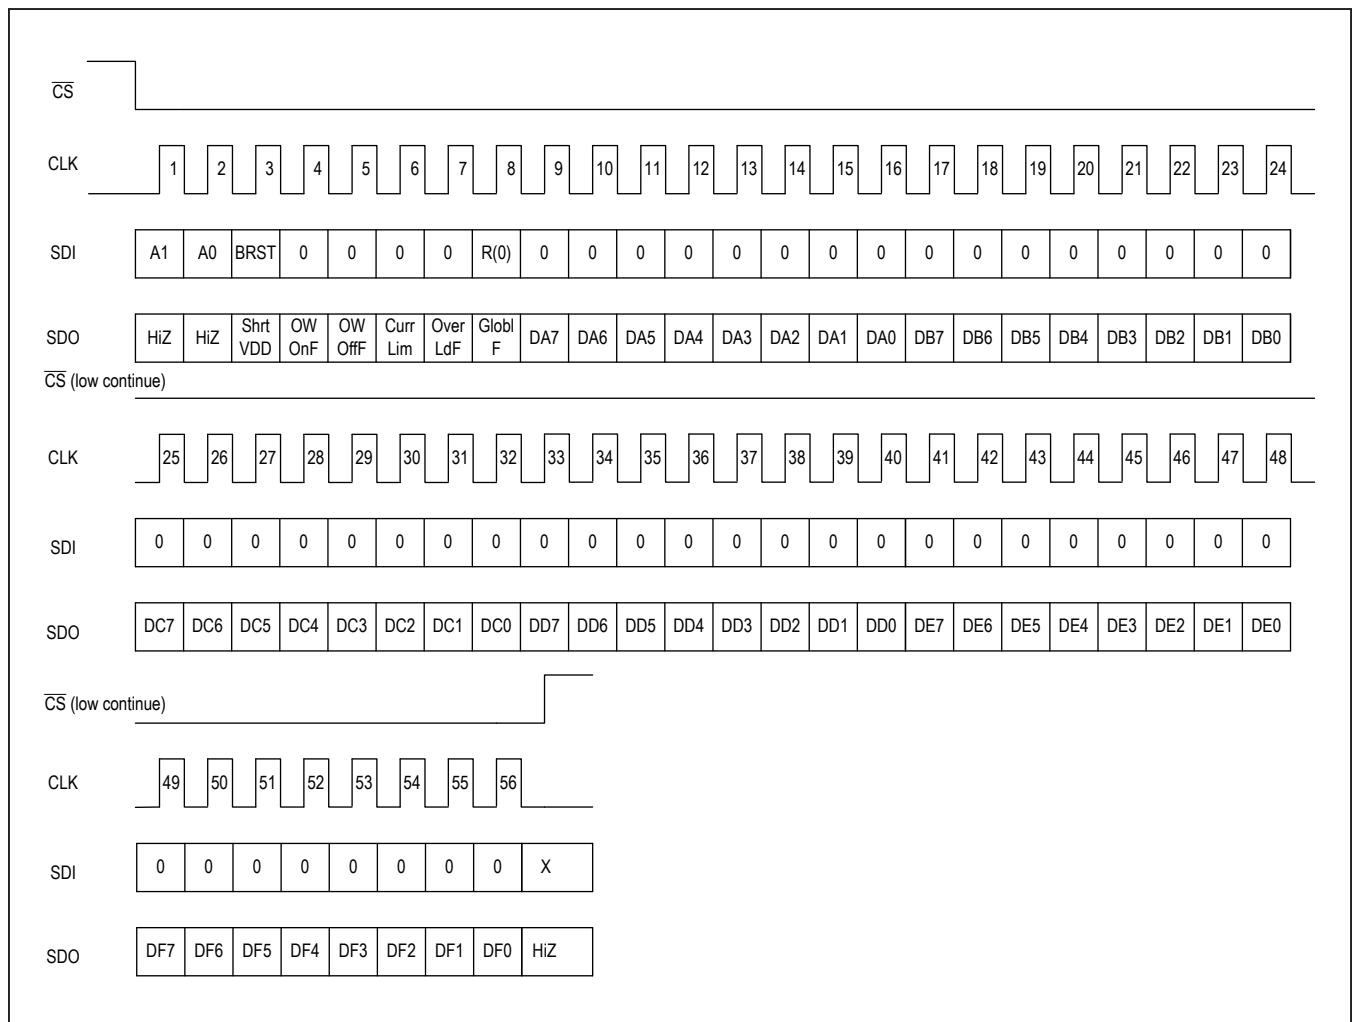 CS
CLK 1 2 3 4 5 6 7 8 9 10 11 12 13 14 15 16 17 18 19 20 21 22 23 24
SDI A1 A0 BRST 0 0 0 0 R(0) 0 0 0 0 0 0 0 0 0 0 0 0 0 0 0 0
SDO HiZ HiZ Shrt VDD OW OnF OW OffF Curr Lim Over LdF Globl F DA7 DA6 DA5 DA4 DA3 DA2 DA1 DA0 DB7 DB6 DB5 DB4 DB3 DB2 DB1 DB0
CS (low continue)
CLK 25 26 27 28 29 30 31 32 33 34 35 36 37 38 39 40 41 42 43 44 45 46 47 48
SDI 0 0 0 0 0 0 0 0 0 0 0 0 0 0 0 0 0 0 0 0 0 0 0 0
SDO DC7 DC6 DC5 DC4 DC3 DC2 DC1 DC0 DD7 DD6 DD5 DD4 DD3 DD2 DD1 DD0 DE7 DE6 DE5 DE4 DE3 DE2 DE1 DE0
CS (low continue)
CLK 49 50 51 52 53 54 55 56
SDI 0 0 0 0 0 0 0 0 X
SDO DF7 DF6 DF5 DF4 DF3 DF2 DF1 DF0 HiZ